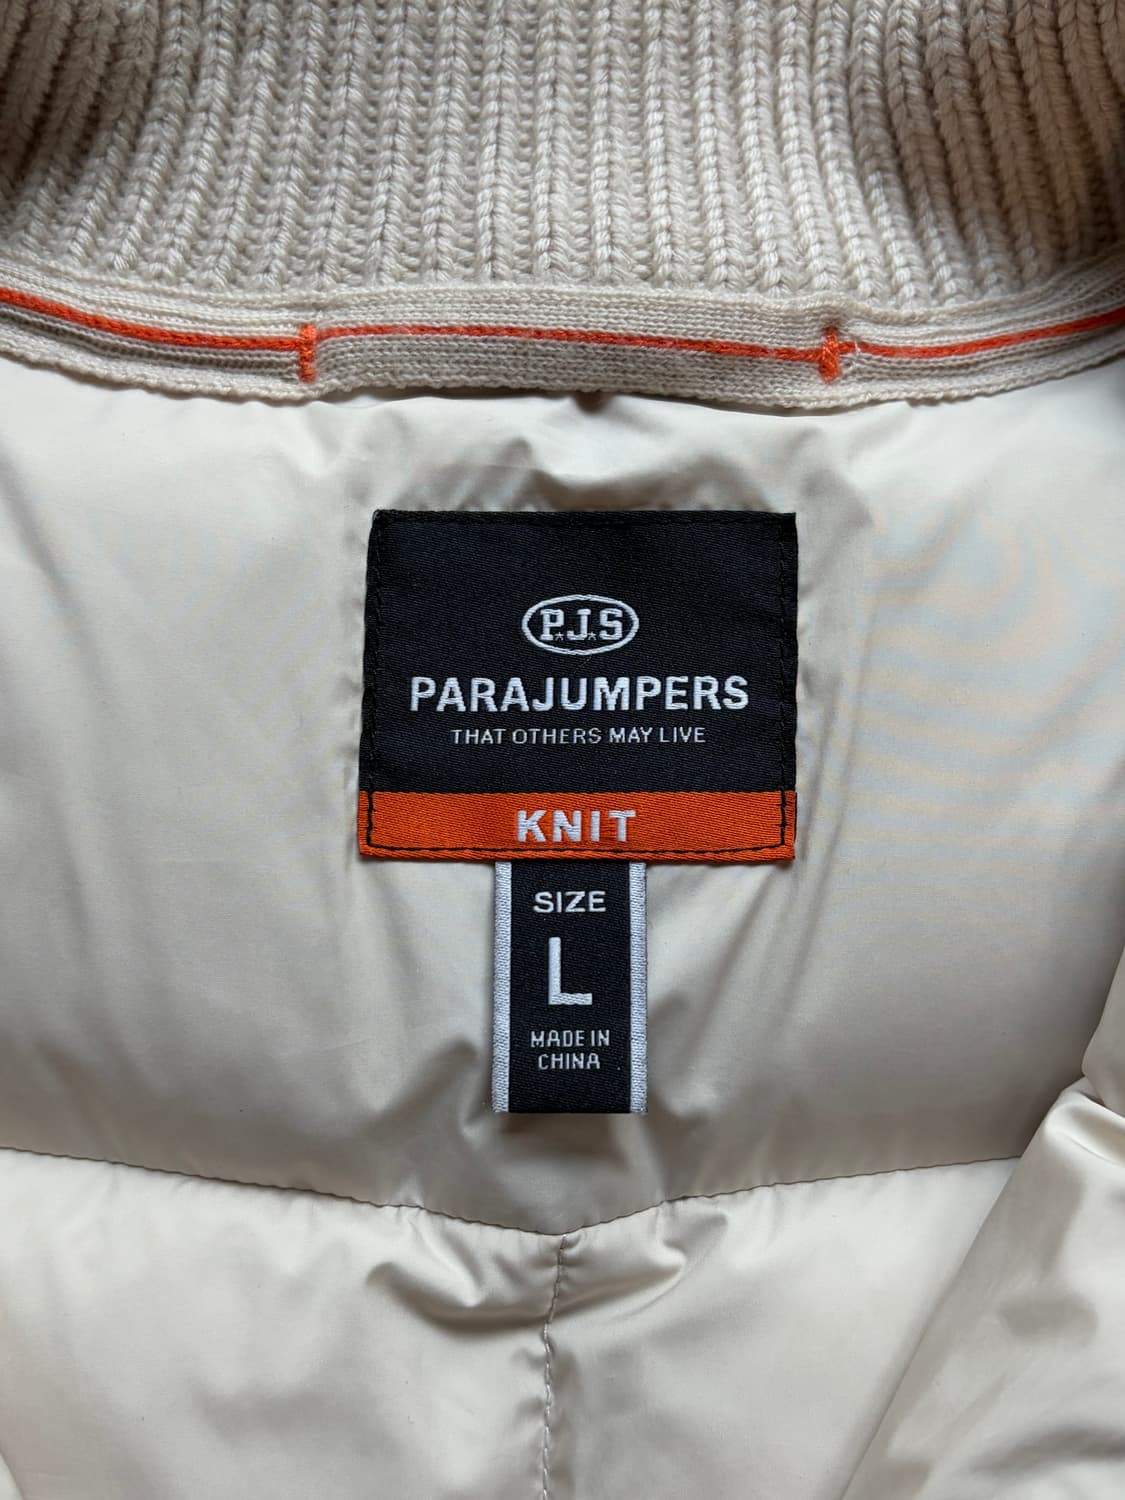 P.J.S
PARAJUMPERS
THAT OTHERS MAY LIVE
KNIT
SIZE
L
MADE IN
CHINA